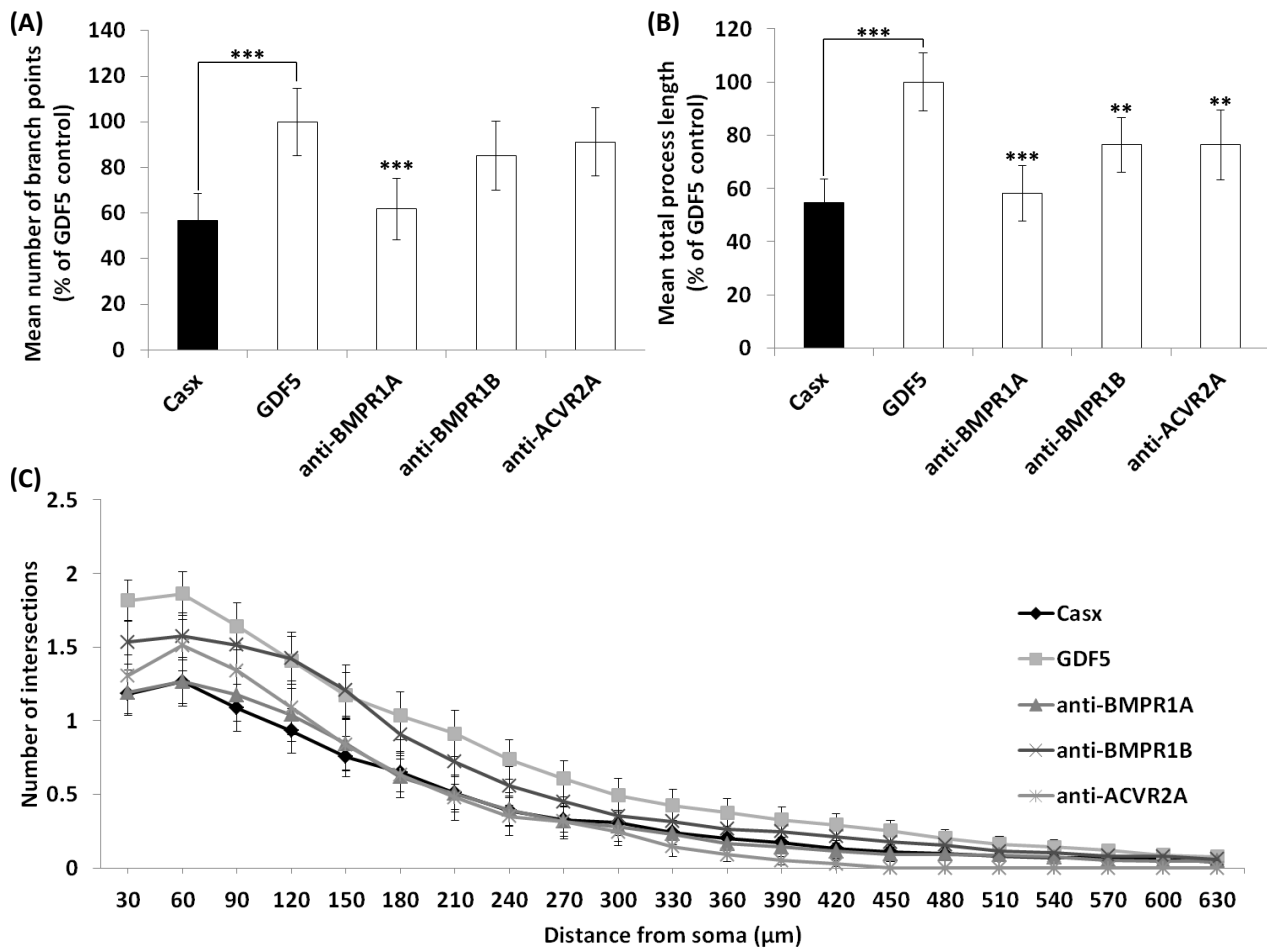 (A)
Mean number of branch points
(% of GDF5 control)
140
120
100
80
60
40
20
0
***
***
Casx
GDF5
anti-BMPR1A
anti-BMPR1B
anti-ACVR2A
(B)
Mean total process length
(% of GDF5 control)
120
100
80
60
40
20
0
***
***
**
**
Casx
GDF5
anti-BMPR1A
anti-BMPR1B
anti-ACVR2A
(C)
Number of intersections
2.5
2
1.5
1
0.5
0
Casx
GDF5
anti-BMPR1A
anti-BMPR1B
anti-ACVR2A
30 60 90 120 150 180 210 240 270 300 330 360 390 420 450 480 510 540 570 600 630
Distance from soma (μm)